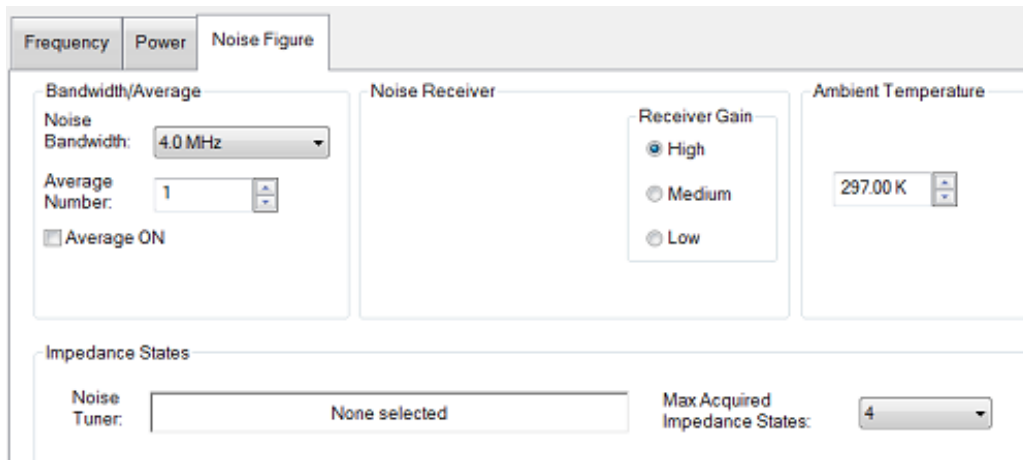 Frequency
Power
Noise Figure
Bandwidth/Average
Noise
Bandwidth:
4.0 MHz
Average
Number:
1
Average ON
Noise Receiver
Receiver Gain
High
Medium
Low
Ambient Temperature
297.00 K
Impedance States
Noise
Tuner:
None selected
Max Acquired
Impedance States:
4